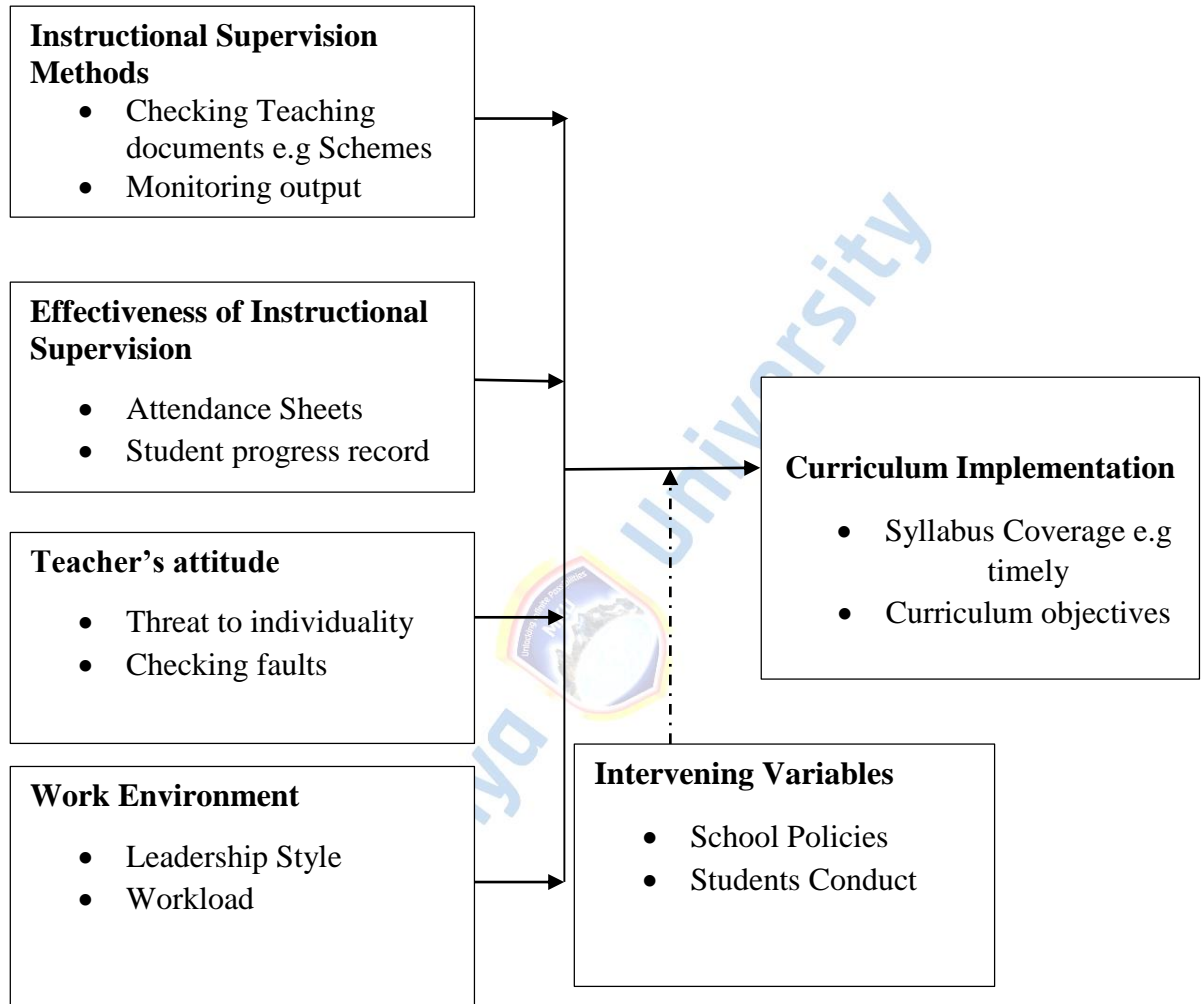 Instructional Supervision
Methods
• Checking Teaching
documents e.g Schemes
• Monitoring output
Effectiveness of Instructional
Supervision
• Attendance Sheets
• Student progress record
Teacher's attitude
• Threat to individuality
• Checking faults
Work Environment
• Leadership Style
• Workload
Intervening Variables
• School Policies
• Students Conduct
Curriculum Implementation
• Syllabus Coverage e.g
timely
• Curriculum objectives
University